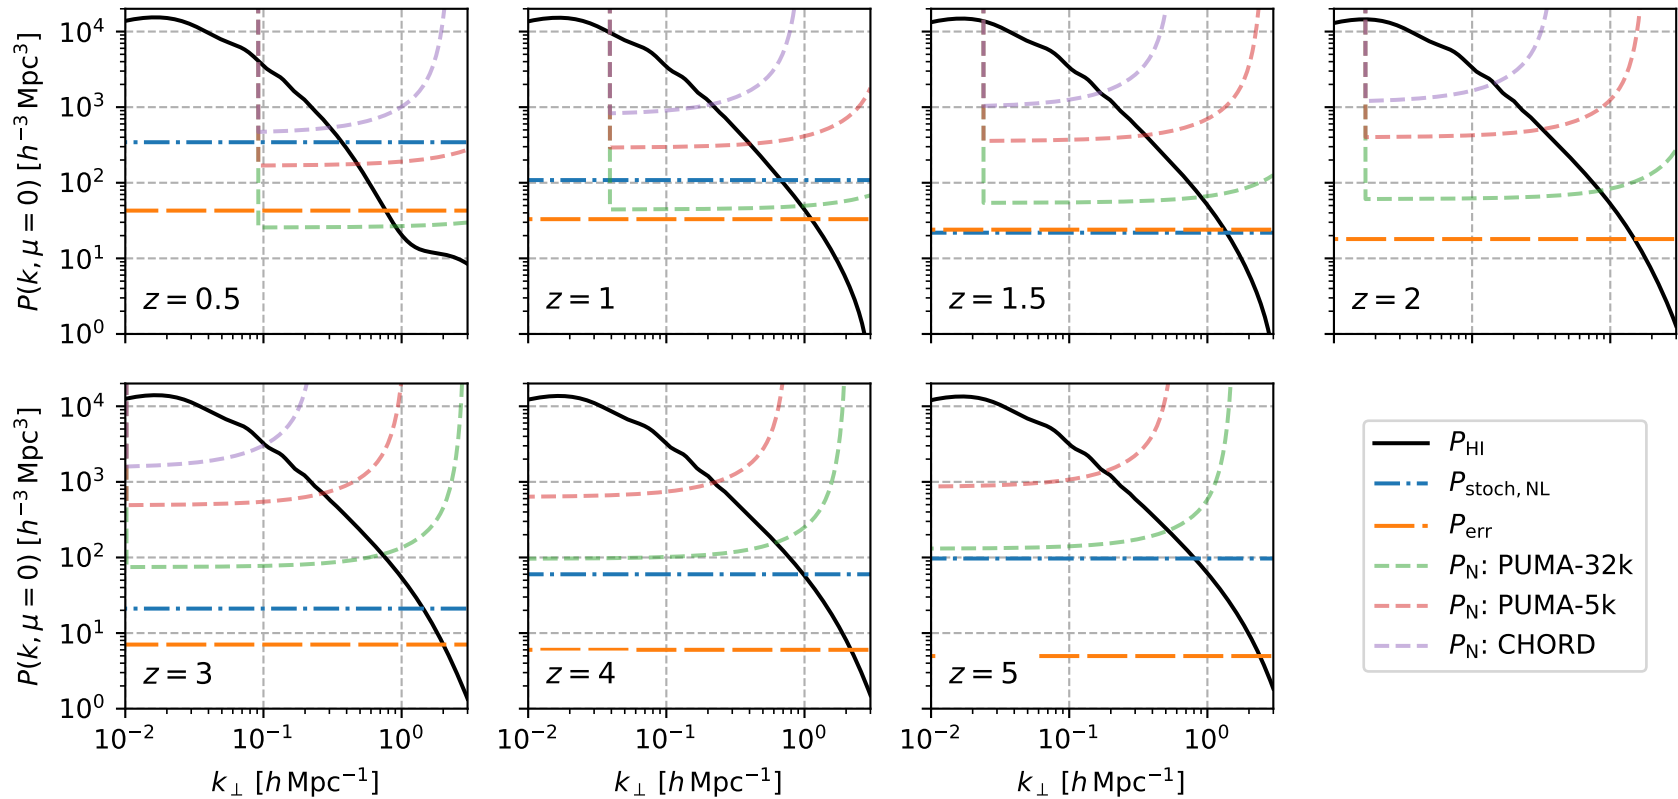 P(k, μ = 0) [h⁻³ Mpc³]
10⁴
10³
10²
10¹
10⁰
z = 0.5
z = 1
z = 1.5
z = 2
P(k, μ = 0) [h⁻³ Mpc³]
10⁴
10³
10²
10¹
10⁰
z = 3
z = 4
z = 5
10⁻² 10⁻¹ 10⁰
10⁻² 10⁻¹ 10⁰
10⁻² 10⁻¹ 10⁰
k⊥ [h Mpc⁻¹]
k⊥ [h Mpc⁻¹]
k⊥ [h Mpc⁻¹]
P_HI
P_stoch, NL
P_err
P_N: PUMA-32k
P_N: PUMA-5k
P_N: CHORD